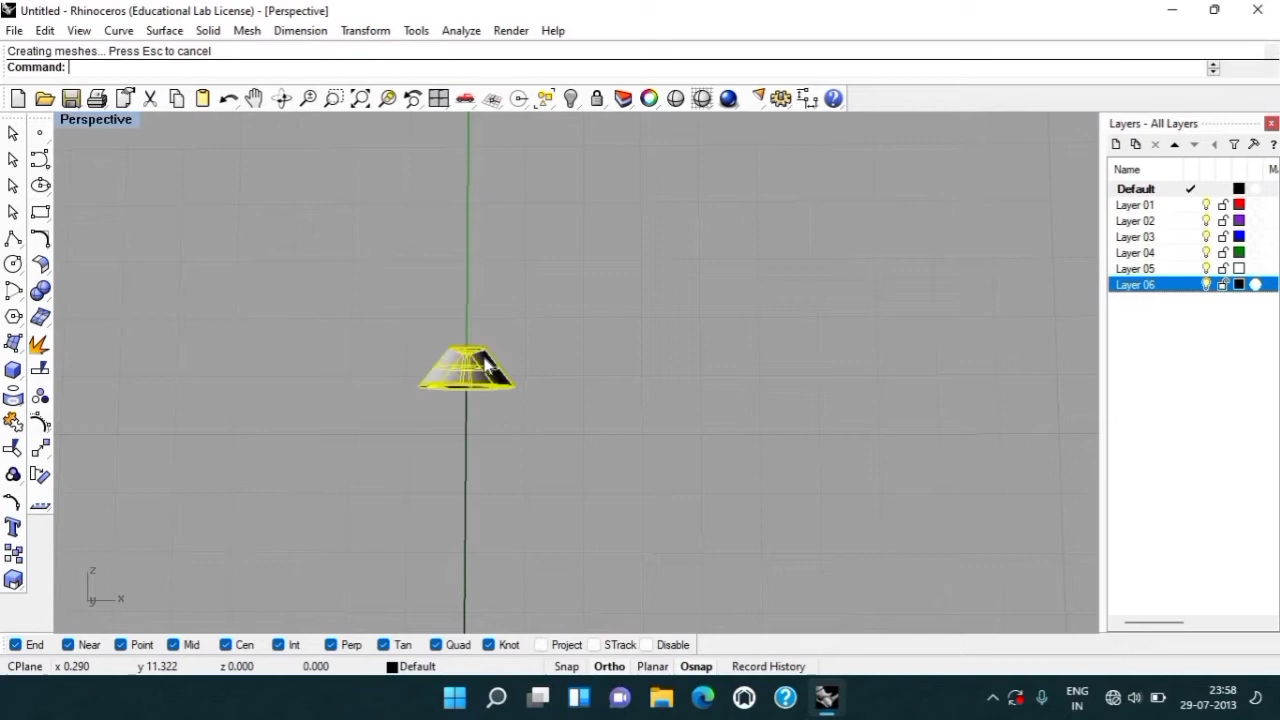 Untitled - Rhinoceros (Educational Lab License) - [Perspective]
File Edit View Curve Surface Solid Mesh Dimension Transform Tools Analyze Render Help
Creating meshes... Press Esc to cancel
Command:
Perspective
Layers - All Layers
Name
Default
Layer 01
Layer 02
Layer 03
Layer 04
Layer 05
Layer 06
z
y x
End Near Point Mid Cen Int Perp Tan Quad Knot Project STrack Disable
CPlane x 0.290 y 11.322 z 0.000 0.000 Default Snap Ortho Planar Osnap Record History
ENG
IN
23:58
29-07-2013